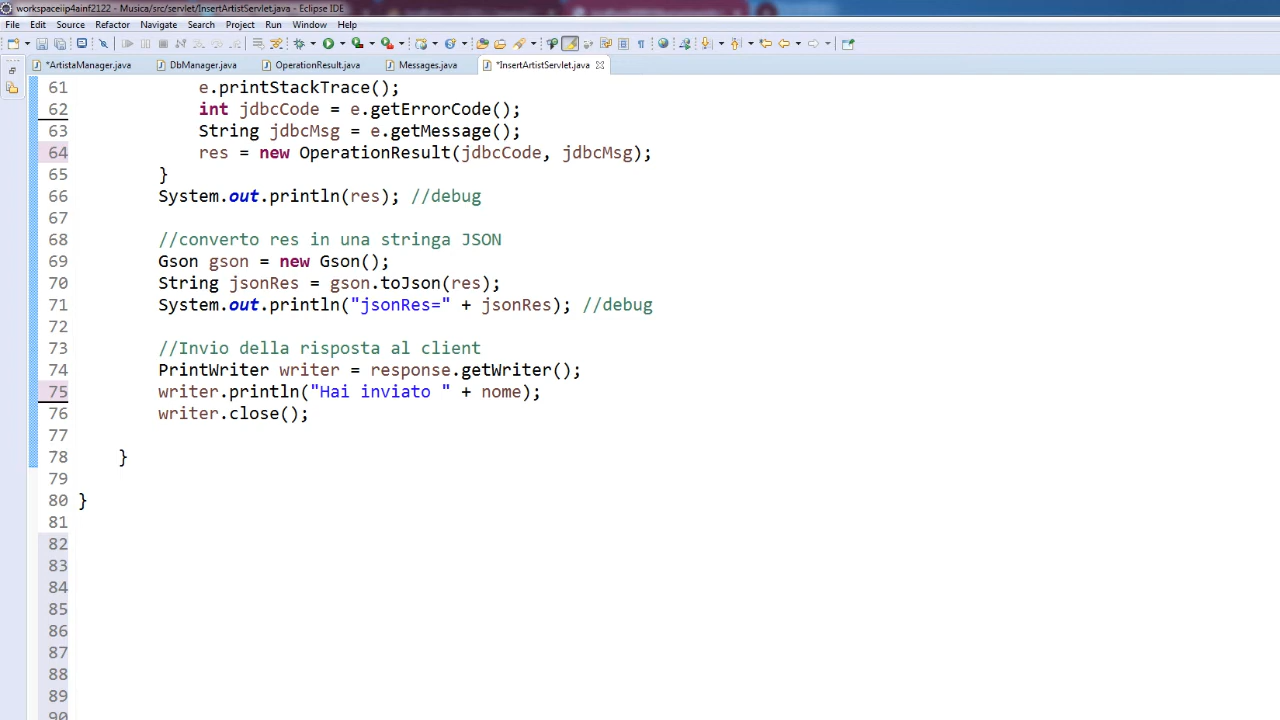 workspaceiip4ainf2122 - Musica/src/servlet/InsertArtistServlet.java - Eclipse IDE
File Edit Source Refactor Navigate Search Project Run Window Help
*ArtistaManager.java DbManager.java OperationResult.java Messages.java *InsertArtistServlet.java
61 e.printStackTrace();
62 int jdbcCode = e.getErrorCode();
63 String jdbcMsg = e.getMessage();
64 res = new OperationResult(jdbcCode, jdbcMsg);
65 }
66 System.out.println(res); //debug
67
68 //converto res in una stringa JSON
69 Gson gson = new Gson();
70 String jsonRes = gson.toJson(res);
71 System.out.println("jsonRes=" + jsonRes); //debug
72
73 //Invio della risposta al client
74 PrintWriter writer = response.getWriter();
75 writer.println("Hai inviato " + nome);
76 writer.close();
77
78 }
79
80 }
81
82
83
84
85
86
87
88
89
90